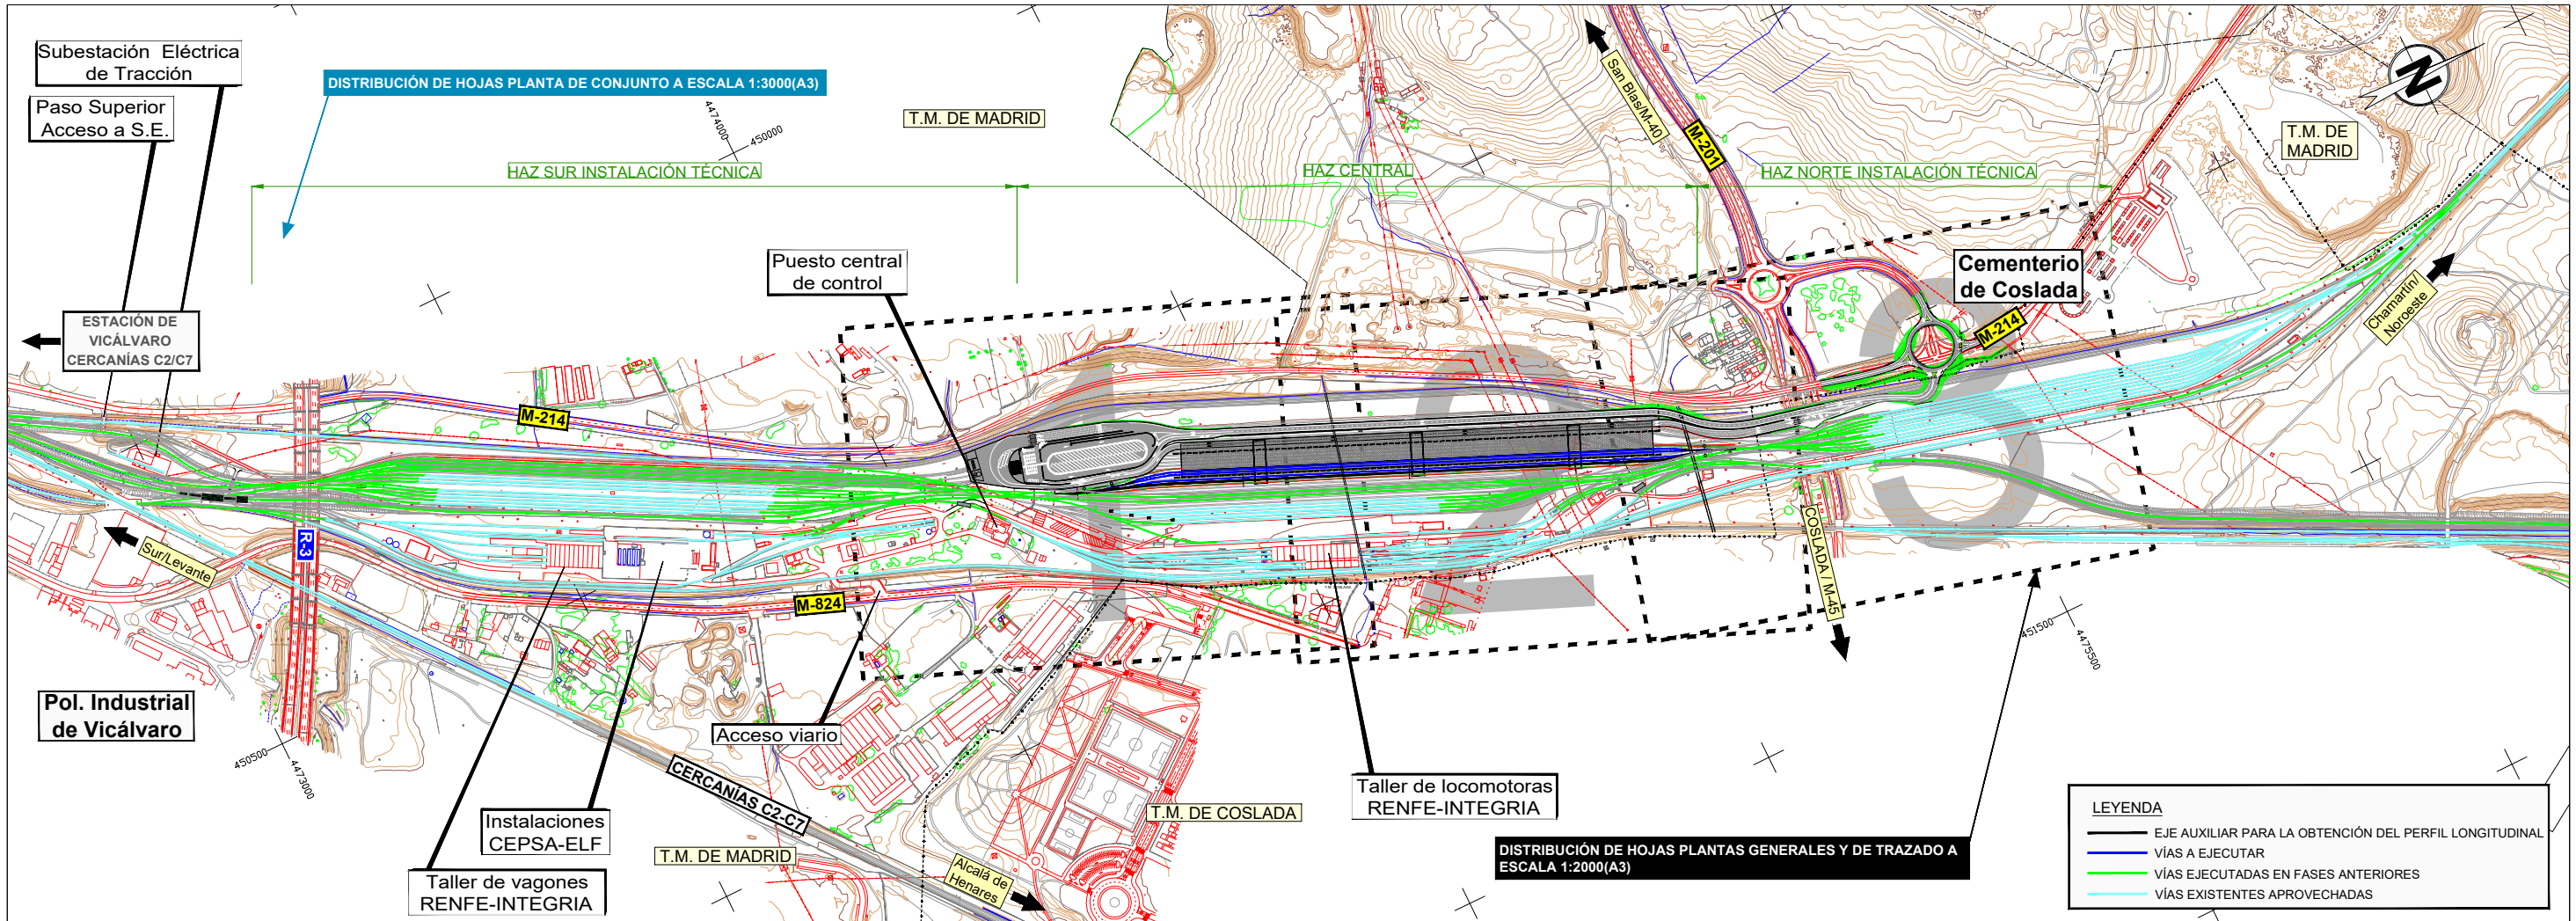 Subestación Eléctrica
de Tracción
Paso Superior
Acceso a S.E.
DISTRIBUCIÓN DE HOJAS PLANTA DE CONJUNTO A ESCALA 1:3000(A3)
4474000
450000
T.M. DE MADRID
San Blas/M-40
M-201
N
T.M. DE
MADRID
HAZ SUR INSTALACIÓN TÉCNICA
HAZ CENTRAL
HAZ NORTE INSTALACIÓN TÉCNICA
Puesto central
de control
Cementerio
de Coslada
Chamartín/
Noroeste
ESTACIÓN DE
VICÁLVARO
CERCANÍAS C2/C7
M-214
M-214
1
2
3
R-3
Sur/Levante
M-824
COSLADA / M-45
451500
4475500
Pol. Industrial
de Vicálvaro
450500
4473000
Acceso viario
CERCANÍAS C2-C7
Taller de locomotoras
RENFE-INTEGRIA
T.M. DE COSLADA
Instalaciones
CEPSA-ELF
T.M. DE MADRID
Alcalá de
Henares
Taller de vagones
RENFE-INTEGRIA
DISTRIBUCIÓN DE HOJAS PLANTAS GENERALES Y DE TRAZADO A
ESCALA 1:2000(A3)
LEYENDA
EJE AUXILIAR PARA LA OBTENCIÓN DEL PERFIL LONGITUDINAL
VÍAS A EJECUTAR
VÍAS EJECUTADAS EN FASES ANTERIORES
VÍAS EXISTENTES APROVECHADAS